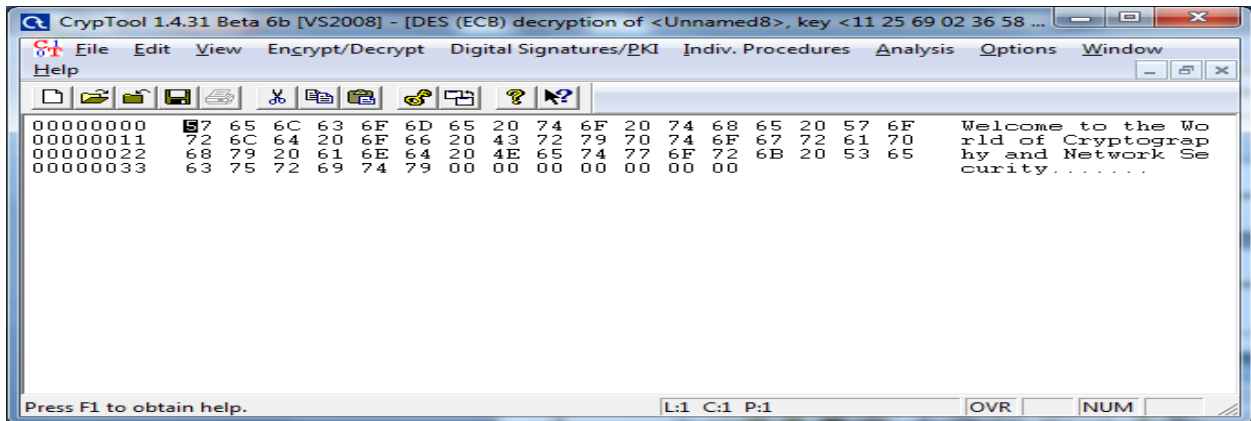 CrypTool 1.4.31 Beta 6b [VS2008] - [DES (ECB) decryption of <Unnamed8>, key <11 25 69 02 36 58 ...
File Edit View Encrypt/Decrypt Digital Signatures/PKI Indiv. Procedures Analysis Options Window
Help
00000000 57 65 6C 63 6F 6D 65 20 74 6F 20 74 68 65 20 57 6F Welcome to the Wo
00000011 72 6C 64 20 6F 66 20 43 72 79 70 74 6F 67 72 61 70 rld of Cryptograp
00000022 68 79 20 61 6E 64 20 4E 65 74 77 6F 72 6B 20 53 65 hy and Network Se
00000033 63 75 72 69 74 79 00 00 00 00 00 00 00 curity.......
Press F1 to obtain help. L:1 C:1 P:1 OVR NUM